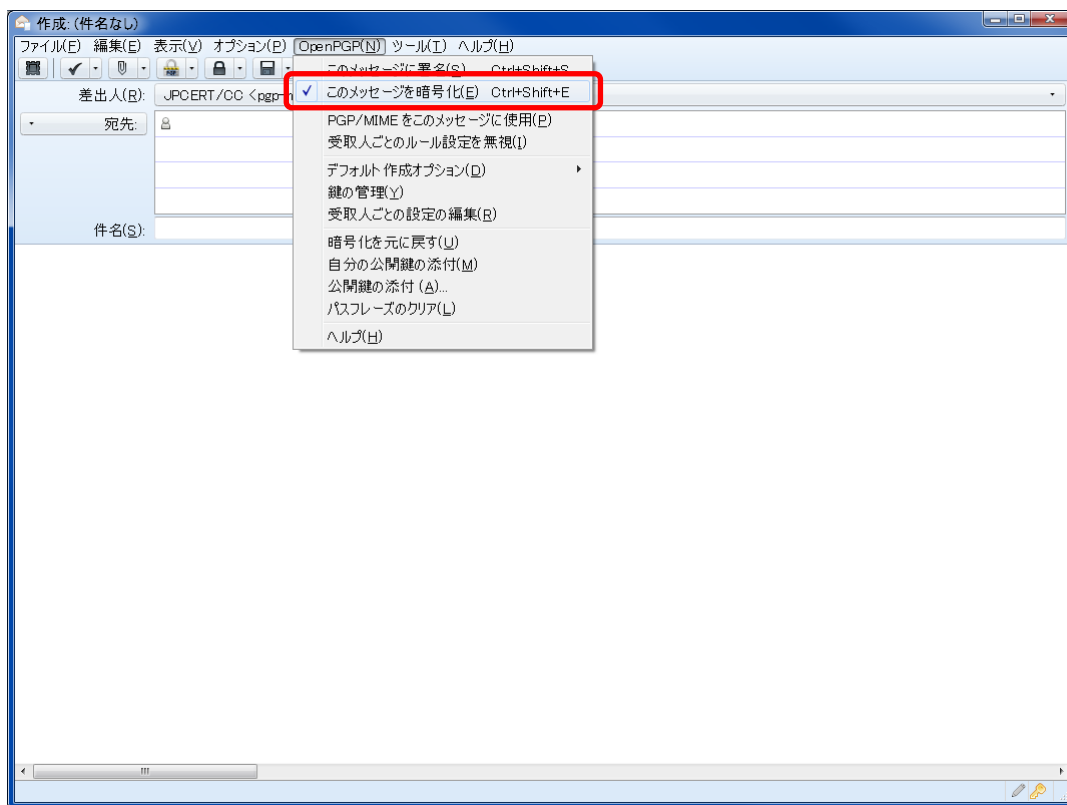 作成: (件名なし)
ファイル(F) 編集(E) 表示(V) オプション(P) OpenPGP(N) ツール(T) ヘルプ(H)
このメッセージに署名(S) Ctrl+Shift+S
差出人(R): JPCERT/CC <pgp-
このメッセージを暗号化(E) Ctrl+Shift+E
宛先:
PGP/MIME をこのメッセージに使用(P)
受取人ごとのルール設定を無視(I)
デフォルト作成オプション(D)
鍵の管理(Y)
受取人ごとの設定の編集(R)
件名(S):
暗号化を元に戻す(U)
自分の公開鍵の添付(M)
公開鍵の添付 (A)...
パスフレーズのクリア(L)
ヘルプ(H)